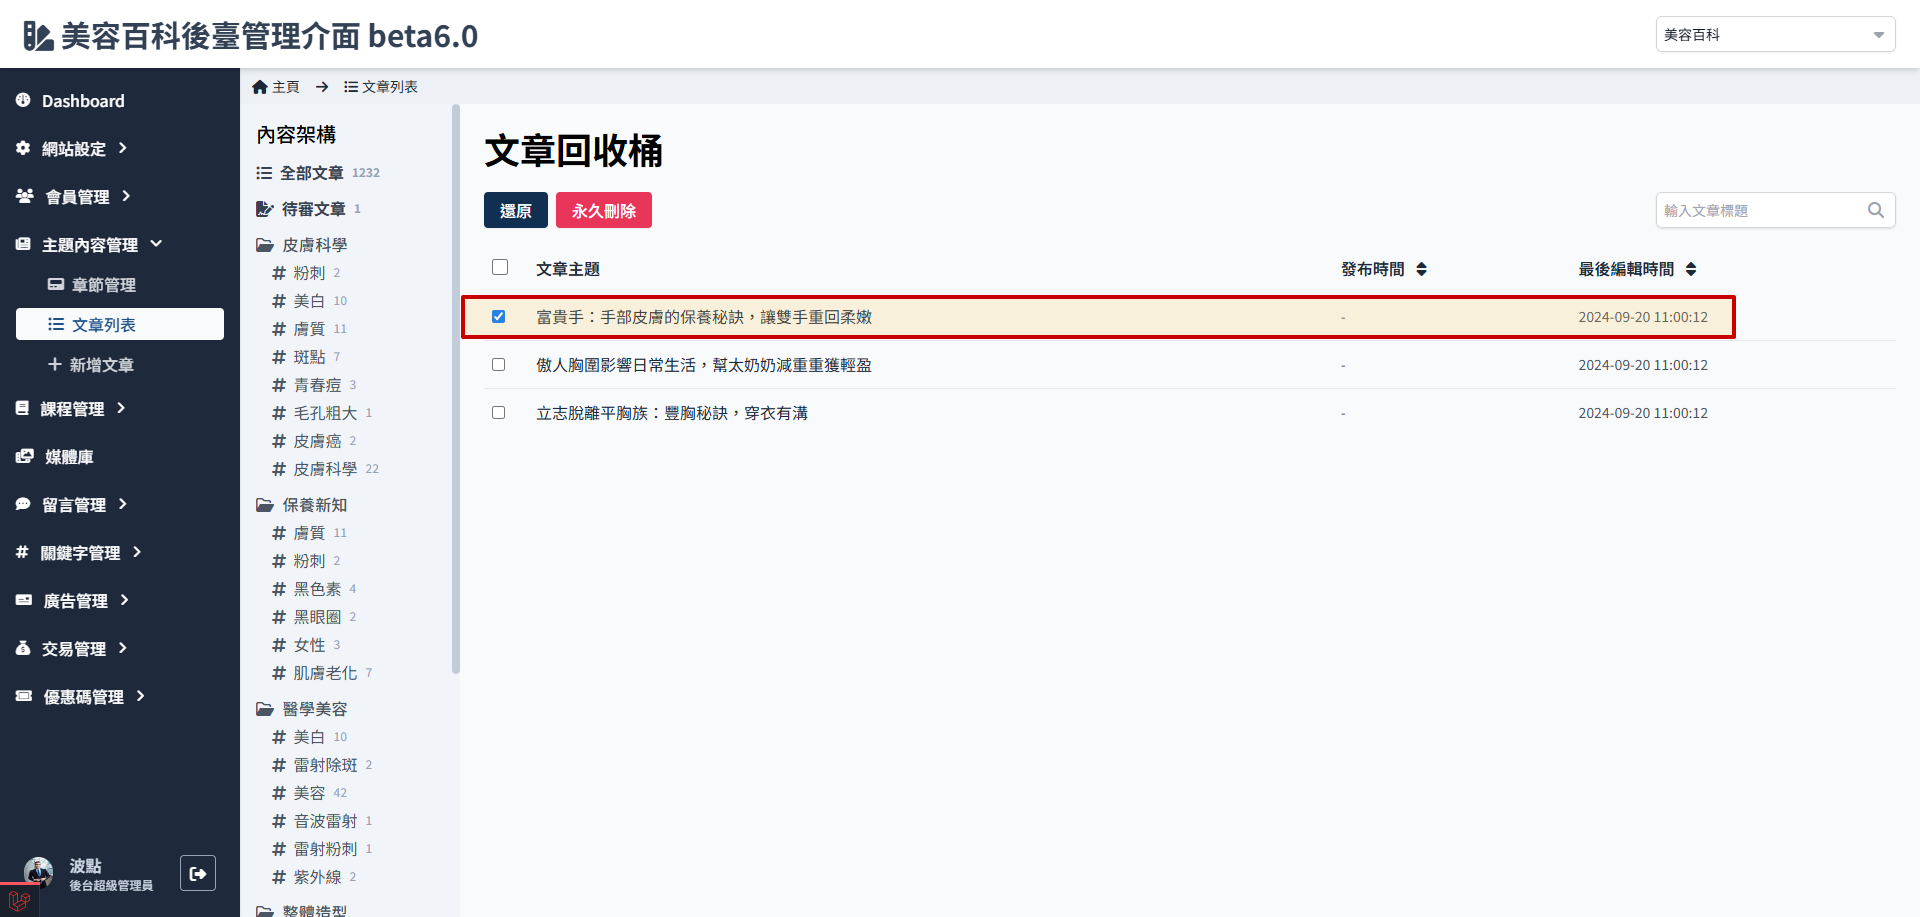 美容百科後臺管理介面 beta6.0
美容百科
Dashboard
網站設定
會員管理
主題內容管理
章節管理
文章列表
新增文章
課程管理
媒體庫
留言管理
關鍵字管理
廣告管理
交易管理
優惠碼管理
波點
後台超級管理員
主頁 → 文章列表
內容架構
全部文章 1232
待審文章 1
皮膚科學
# 粉刺 2
# 美白 10
# 膚質 11
# 斑點 7
# 青春痘 3
# 毛孔粗大 1
# 皮膚癌 2
# 皮膚科學 22
保養新知
# 膚質 11
# 粉刺 2
# 黑色素 4
# 黑眼圈 2
# 女性 3
# 肌膚老化 7
醫學美容
# 美白 10
# 雷射除斑 2
# 美容 42
# 音波雷射 1
# 雷射粉刺 1
# 紫外線 2
整體造型
文章回收桶
還原 永久刪除
輸入文章標題
文章主題 發布時間 最後編輯時間
富貴手：手部皮膚的保養秘訣，讓雙手重回柔嫩 - 2024-09-20 11:00:12
傲人胸圍影響日常生活，幫太奶奶減重重獲輕盈 - 2024-09-20 11:00:12
立志脫離平胸族：豐胸秘訣，穿衣有溝 - 2024-09-20 11:00:12